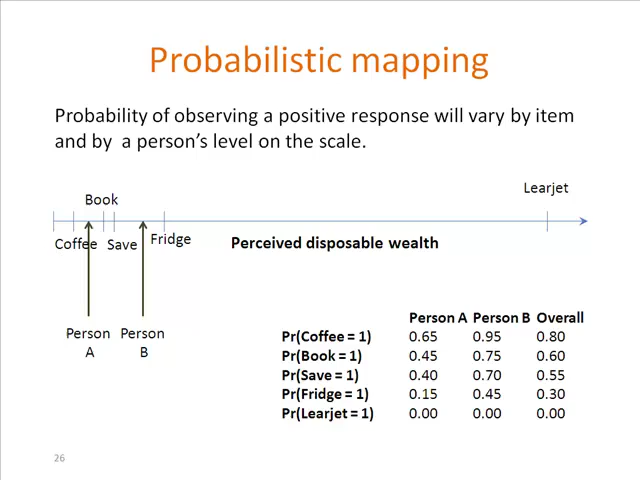 Probabilistic mapping
Probability of observing a positive response will vary by item
and by a person's level on the scale.
Book
Learjet
Coffee
Save
Fridge
Perceived disposable wealth
Person
A
Person
B
Person A Person B Overall
Pr(Coffee = 1) 0.65 0.95 0.80
Pr(Book = 1) 0.45 0.75 0.60
Pr(Save = 1) 0.40 0.70 0.55
Pr(Fridge = 1) 0.15 0.45 0.30
Pr(Learjet = 1) 0.00 0.00 0.00
26